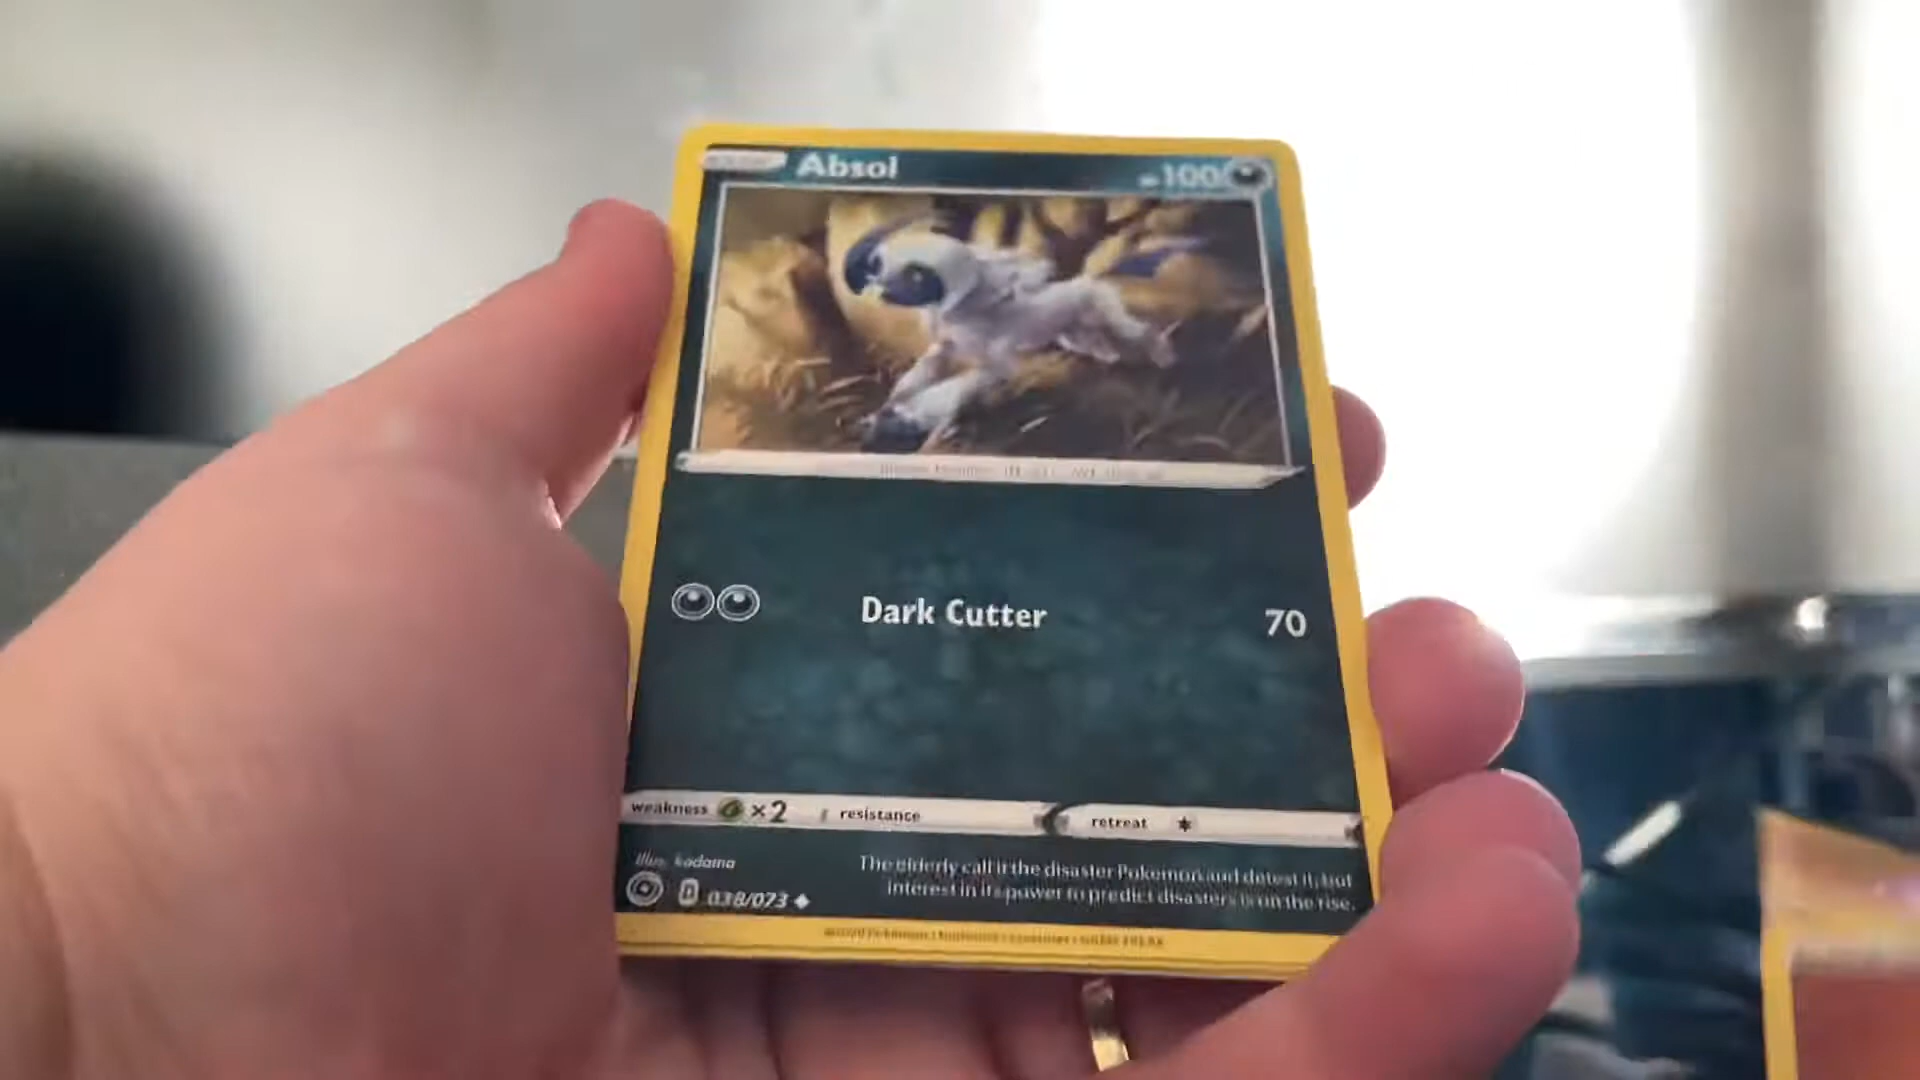 Absol
100
Dark Cutter
70
weakness ×2 resistance
retreat
Illus. kodama
The elderly call it the disaster Pokémon and detest it, but
interest in its power to predict disasters is on the rise.
D 038/073